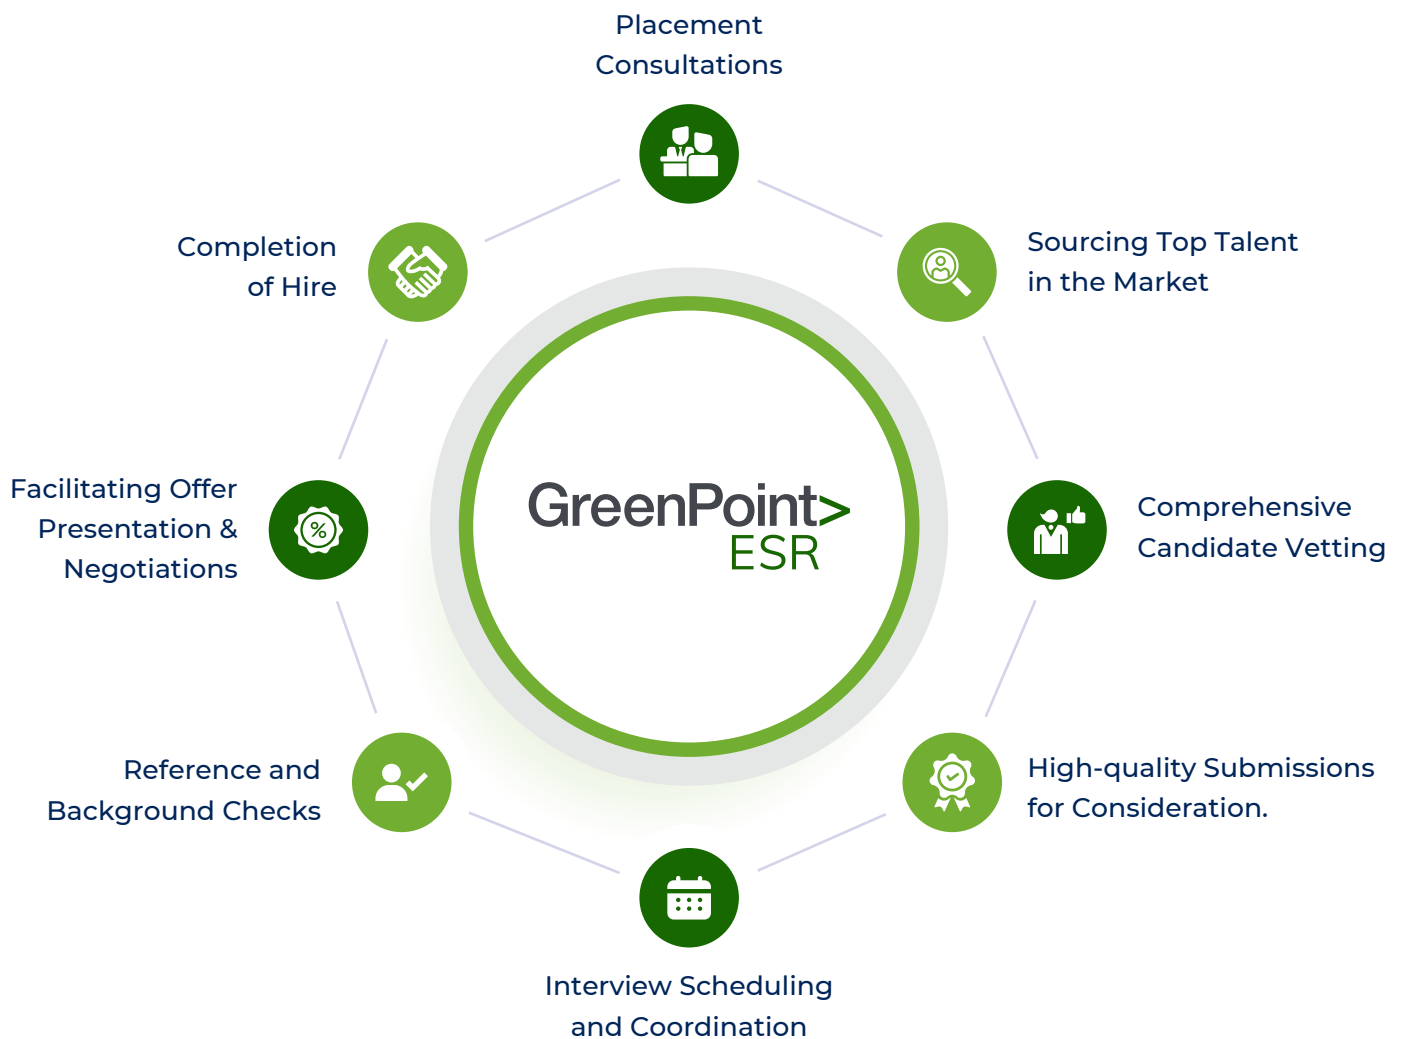 Placement
Consultations
Sourcing Top Talent
in the Market
Comprehensive
Candidate Vetting
High-quality Submissions
for Consideration.
Interview Scheduling
and Coordination
Reference and
Background Checks
Facilitating Offer
Presentation &
Negotiations
%
Completion
of Hire
GreenPoint>
ESR